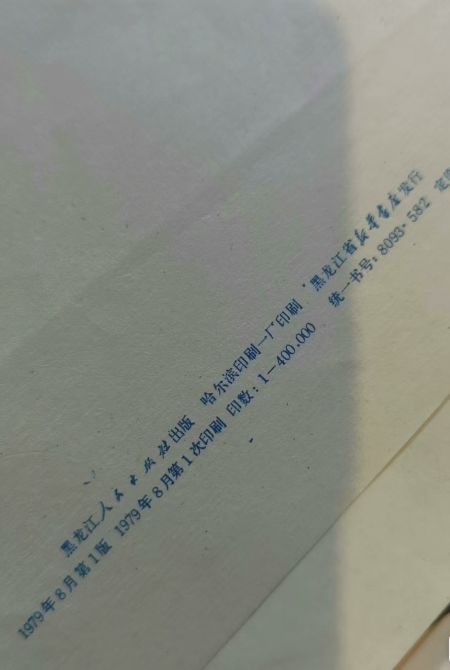 黑龙江人民出版社出版 哈尔滨印刷一厂印刷 黑龙江省新华书店发行
1979年8月第1版 1979年8月第1次印刷 印数：1—400.000 统一书号：8093·582 定